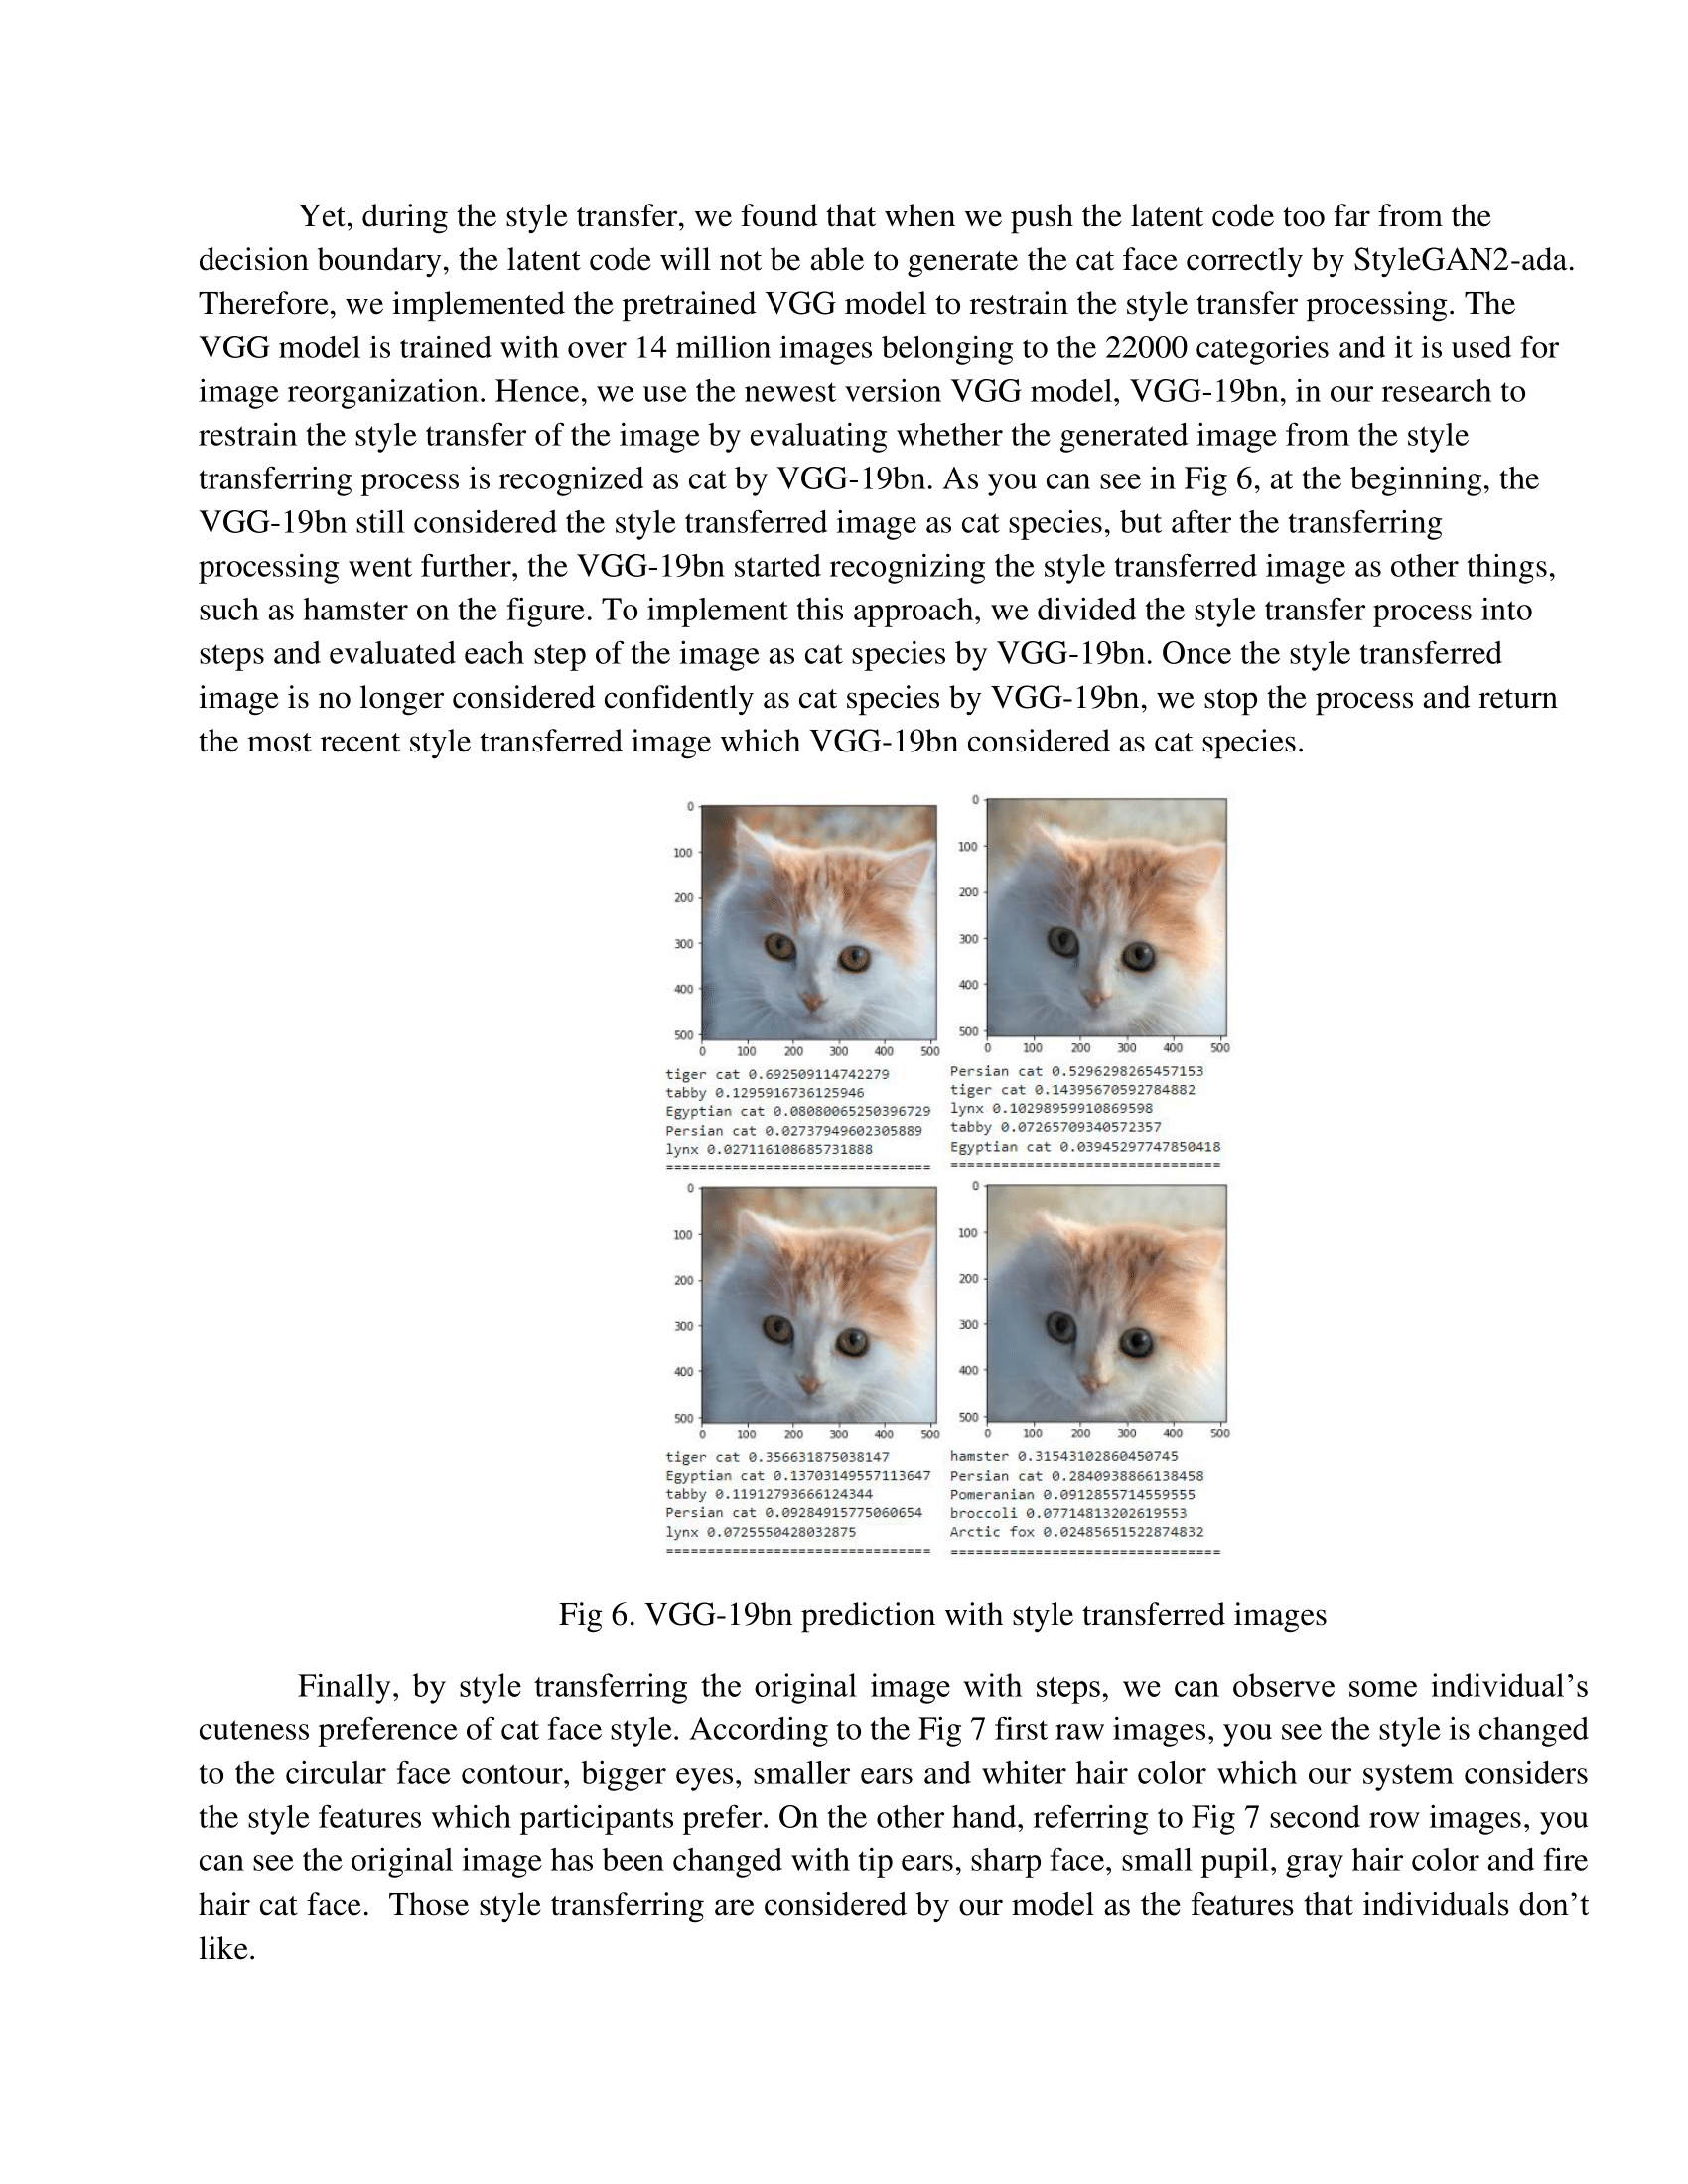 Yet, during the style transfer, we found that when we push the latent code too far from the
decision boundary, the latent code will not be able to generate the cat face correctly by StyleGAN2-ada.
Therefore, we implemented the pretrained VGG model to restrain the style transfer processing. The
VGG model is trained with over 14 million images belonging to the 22000 categories and it is used for
image reorganization. Hence, we use the newest version VGG model, VGG-19bn, in our research to
restrain the style transfer of the image by evaluating whether the generated image from the style
transferring process is recognized as cat by VGG-19bn. As you can see in Fig 6, at the beginning, the
VGG-19bn still considered the style transferred image as cat species, but after the transferring
processing went further, the VGG-19bn started recognizing the style transferred image as other things,
such as hamster on the figure. To implement this approach, we divided the style transfer process into
steps and evaluated each step of the image as cat species by VGG-19bn. Once the style transferred
image is no longer considered confidently as cat species by VGG-19bn, we stop the process and return
the most recent style transferred image which VGG-19bn considered as cat species.
0
100
200
300
400
500
0 100 200 300 400 500
tiger cat 0.692509114742279
tabby 0.1295916736125946
Egyptian cat 0.08080065250396729
Persian cat 0.02737949602305889
lynx 0.027116108685731888
================================
0
100
200
300
400
500
0 100 200 300 400 500
Persian cat 0.5296298265457153
tiger cat 0.14395670592784882
lynx 0.10298959910869598
tabby 0.07265709340572357
Egyptian cat 0.03945297747850418
================================
0
100
200
300
400
500
0 100 200 300 400 500
tiger cat 0.356631875038147
Egyptian cat 0.13703149557113647
tabby 0.11912793666124344
Persian cat 0.09284915775060654
lynx 0.0725550428032875
================================
0
100
200
300
400
500
0 100 200 300 400 500
hamster 0.31543102860450745
Persian cat 0.2840938866138458
Pomeranian 0.0912855714559555
broccoli 0.07714813202619553
Arctic fox 0.02485651522874832
================================
Fig 6. VGG-19bn prediction with style transferred images
Finally, by style transferring the original image with steps, we can observe some individual’s
cuteness preference of cat face style. According to the Fig 7 first raw images, you see the style is changed
to the circular face contour, bigger eyes, smaller ears and whiter hair color which our system considers
the style features which participants prefer. On the other hand, referring to Fig 7 second row images, you
can see the original image has been changed with tip ears, sharp face, small pupil, gray hair color and fire
hair cat face. Those style transferring are considered by our model as the features that individuals don’t
like.